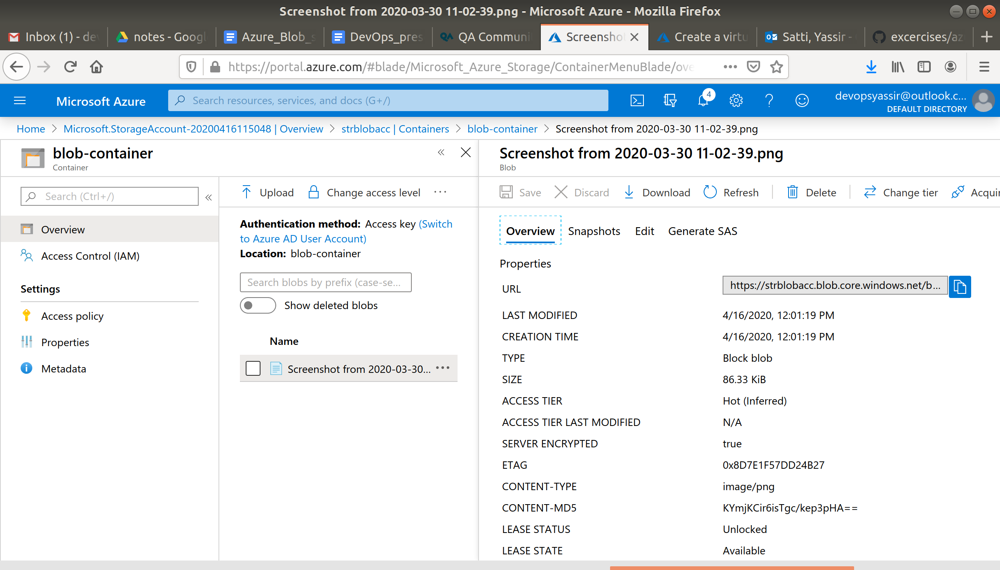 Screenshot from 2020-03-30 11-02-39.png - Microsoft Azure - Mozilla Firefox
Inbox (1) - de
notes - Googl
Azure_Blob_s
DevOps_pres
QA Communi
Screensho
Create a virtu
Satti, Yassir -
excercises/az
https://portal.azure.com/#blade/Microsoft_Azure_Storage/ContainerMenuBlade/ove
Microsoft Azure
Search resources, services, and docs (G+/)
4
devopsyassir@outlook.c...
DEFAULT DIRECTORY
Home > Microsoft.StorageAccount-20200416115048 | Overview > strblobacc | Containers > blob-container > Screenshot from 2020-03-30 11-02-39.png
blob-container
Container
Search (Ctrl+/)
Overview
Access Control (IAM)
Settings
Access policy
Properties
Metadata
Upload
Change access level
Authentication method: Access key (Switch
to Azure AD User Account)
Location: blob-container
Search blobs by prefix (case-se...
Show deleted blobs
Name
Screenshot from 2020-03-30...
Screenshot from 2020-03-30 11-02-39.png
Blob
Save
Discard
Download
Refresh
Delete
Change tier
Acqui
Overview
Snapshots
Edit
Generate SAS
Properties
URL https://strblobacc.blob.core.windows.net/b...
LAST MODIFIED 4/16/2020, 12:01:19 PM
CREATION TIME 4/16/2020, 12:01:19 PM
TYPE Block blob
SIZE 86.33 KiB
ACCESS TIER Hot (Inferred)
ACCESS TIER LAST MODIFIED N/A
SERVER ENCRYPTED true
ETAG 0x8D7E1F57DD24B27
CONTENT-TYPE image/png
CONTENT-MD5 KYmjKCir6isTgc/kep3pHA==
LEASE STATUS Unlocked
LEASE STATE Available